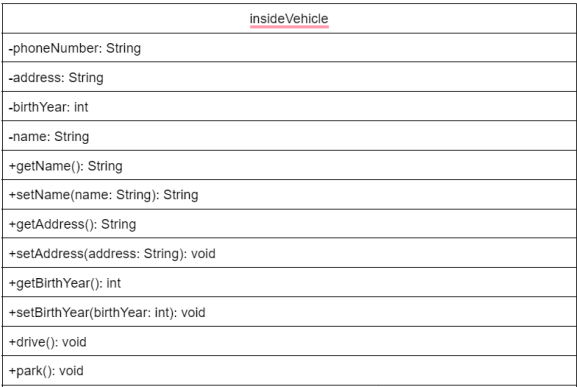 insideVehicle
-phoneNumber: String
-address: String
-birthYear: int
-name: String
+getName(): String
+setName(name: String): String
+getAddress(): String
+setAddress(address: String): void
+getBirthYear(): int
+setBirthYear(birthYear: int): void
+drive(): void
+park(): void